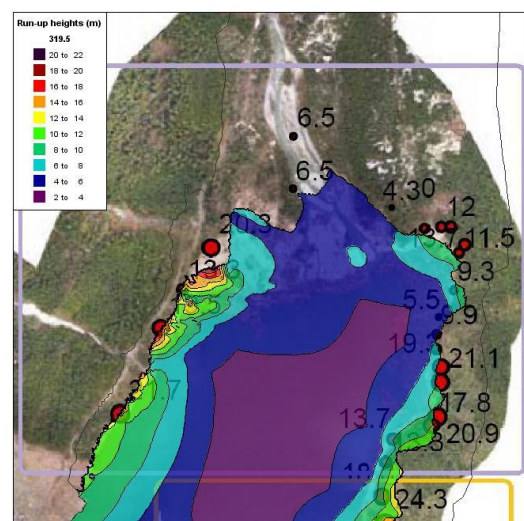 Run-up heights (m)
319.5
20 to 22
18 to 20
16 to 18
14 to 16
12 to 14
10 to 12
8 to 10
6 to 8
4 to 6
2 to 4
6.5
6.5
4.30
12
20.3
11.5
9.3
5.5
21.1
13.7
17.8
20.9
24.3